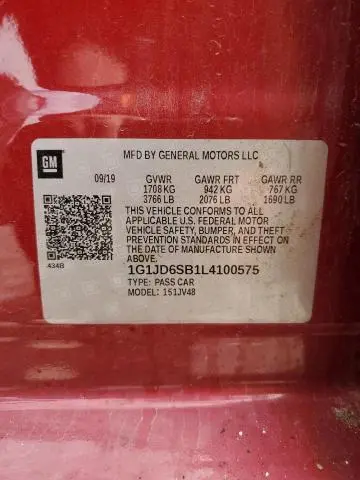 GM
MFD BY GENERAL MOTORS LLC
09/19 GVWR GAWR FRT GAWR RR
1708 KG 942 KG 767 KG
3766 LB 2076 LB 1690 LB
THIS VEHICLE CONFORMS TO ALL
APPLICABLE U.S. FEDERAL MOTOR
VEHICLE SAFETY, BUMPER, AND THEFT
PREVENTION STANDARDS IN EFFECT ON
THE DATE OF MANUFACTURE SHOWN
ABOVE.
434B
1G1JD6SB1L4100575
TYPE: PASS CAR
MODEL: 1S1JV48